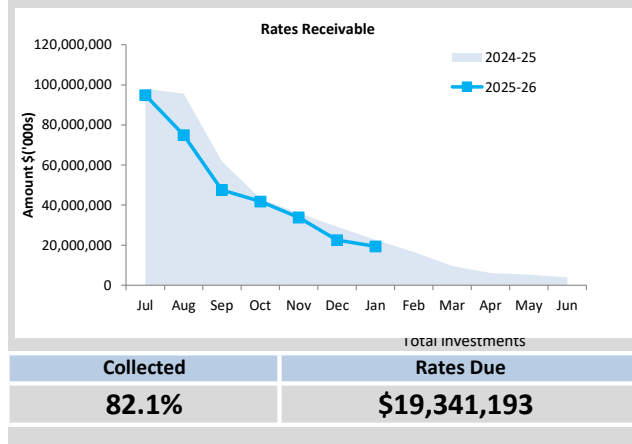 Rates Receivable
120,000,000
100,000,000
80,000,000
60,000,000
40,000,000
20,000,000
0
Amount $('000s)
2024-25
2025-26
Jul Aug Sep Oct Nov Dec Jan Feb Mar Apr May Jun
Total Investments
Collected Rates Due
82.1% $19,341,193